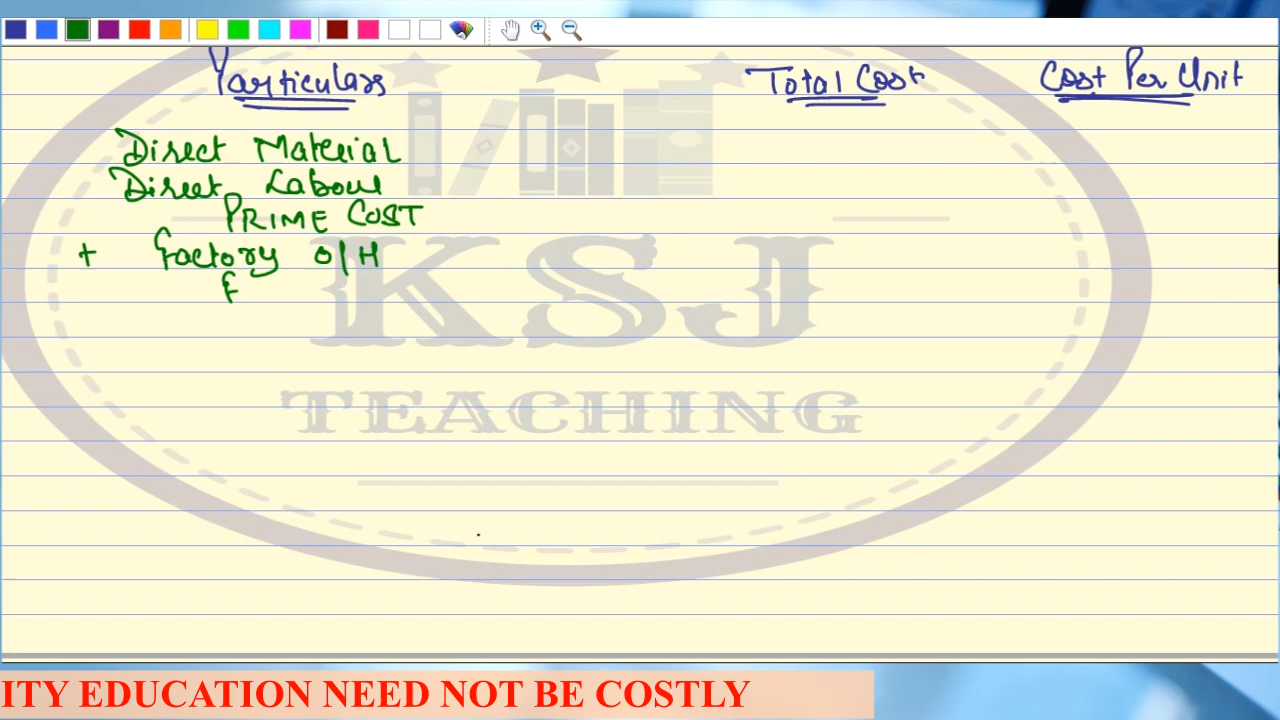 Particulars Total Cost Cost Per Unit
Direct Material
Direct Labour
PRIME COST
+ factory o/H
f
KSJ
TEACHING
ITY EDUCATION NEED NOT BE COSTLY